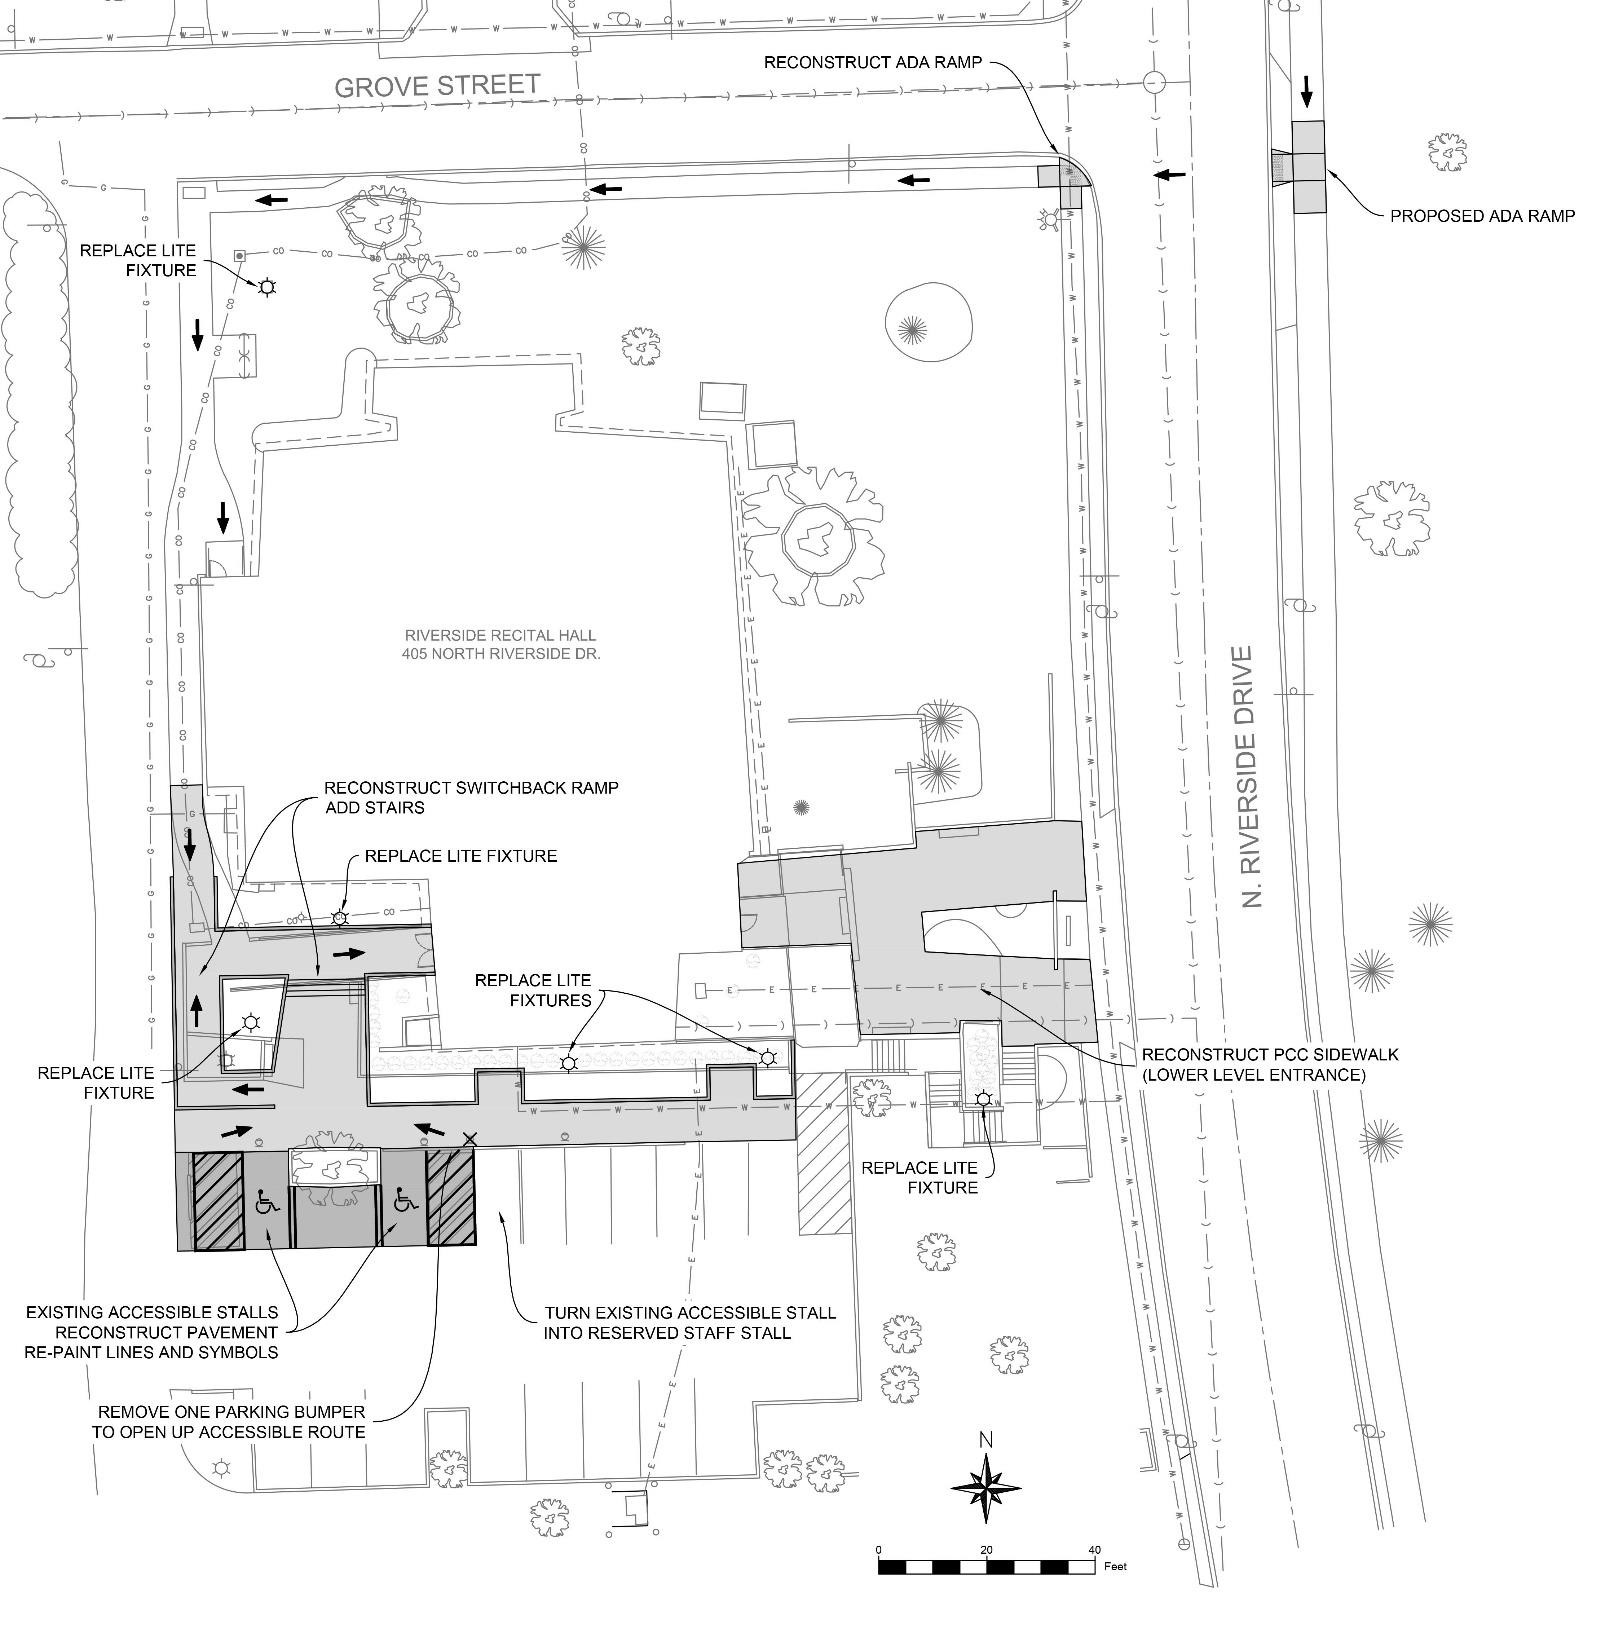 GROVE STREET
RECONSTRUCT ADA RAMP
PROPOSED ADA RAMP
REPLACE LITE
FIXTURE
RIVERSIDE RECITAL HALL
405 NORTH RIVERSIDE DR.
N. RIVERSIDE DRIVE
RECONSTRUCT SWITCHBACK RAMP
ADD STAIRS
REPLACE LITE FIXTURE
REPLACE LITE
FIXTURES
REPLACE LITE
FIXTURE
RECONSTRUCT PCC SIDEWALK
(LOWER LEVEL ENTRANCE)
REPLACE LITE
FIXTURE
EXISTING ACCESSIBLE STALLS
RECONSTRUCT PAVEMENT
RE-PAINT LINES AND SYMBOLS
TURN EXISTING ACCESSIBLE STALL
INTO RESERVED STAFF STALL
REMOVE ONE PARKING BUMPER
TO OPEN UP ACCESSIBLE ROUTE
N
0 20 40
Feet